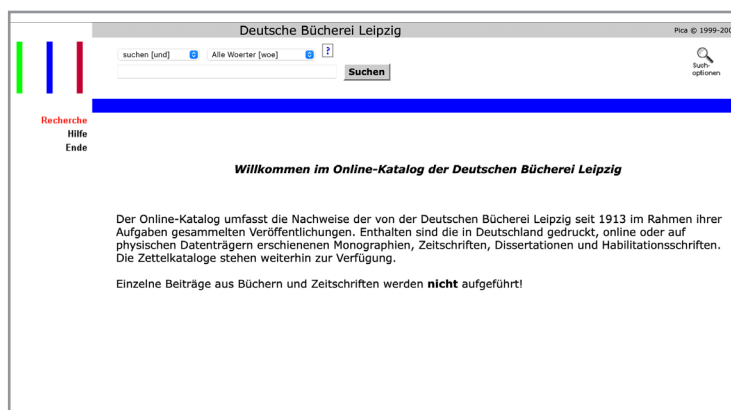 Deutsche Bücherei Leipzig
Pica © 1999-200
suchen [und]
Alle Woerter [woe]
?
Suchen
Such-
optionen
Recherche
Hilfe
Ende
Willkommen im Online-Katalog der Deutschen Bücherei Leipzig
Der Online-Katalog umfasst die Nachweise der von der Deutschen Bücherei Leipzig seit 1913 im Rahmen ihrer
Aufgaben gesammelten Veröffentlichungen. Enthalten sind die in Deutschland gedruckt, online oder auf
physischen Datenträgern erschienenen Monographien, Zeitschriften, Dissertationen und Habilitationsschriften.
Die Zettelkataloge stehen weiterhin zur Verfügung.
Einzelne Beiträge aus Büchern und Zeitschriften werden nicht aufgeführt!